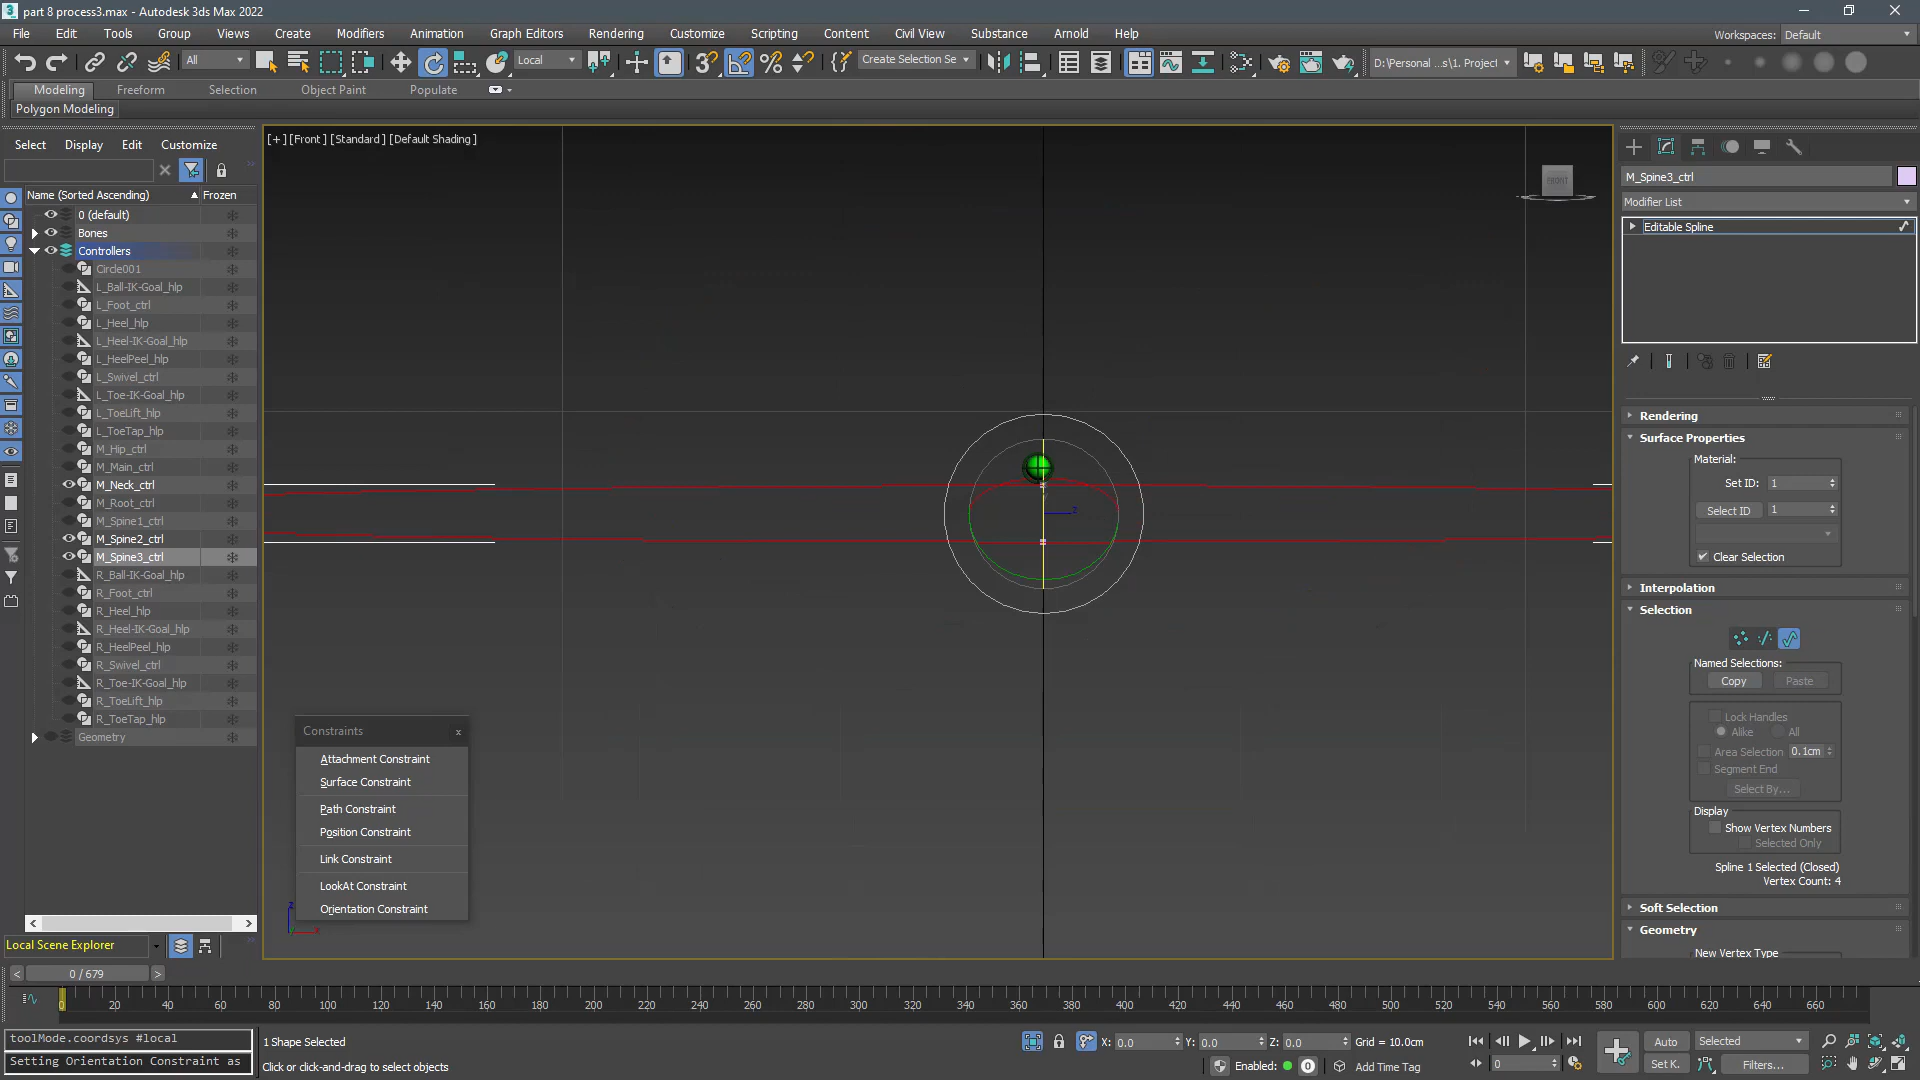 part 8 process3.max - Autodesk 3ds Max 2022
File Edit Tools Group Views Create Modifiers Animation Graph Editors Rendering Customize Scripting Content Civil View Substance Arnold Help
Workspaces: Default
All
Local
Create Selection Se
D:\Personal ...s\1. Project
Modeling Freeform Selection Object Paint Populate
Polygon Modeling
Select Display Edit Customize
Name (Sorted Ascending) Frozen
0 (default)
Bones
Controllers
Circle001
L_Ball-IK-Goal_hlp
L_Foot_ctrl
L_Heel_hlp
L_Heel-IK-Goal_hlp
L_HeelPeel_hlp
L_Swivel_ctrl
L_Toe-IK-Goal_hlp
L_ToeLift_hlp
L_ToeTap_hlp
M_Hip_ctrl
M_Main_ctrl
M_Neck_ctrl
M_Root_ctrl
M_Spine1_ctrl
M_Spine2_ctrl
M_Spine3_ctrl
R_Ball-IK-Goal_hlp
R_Foot_ctrl
R_Heel_hlp
R_Heel-IK-Goal_hlp
R_HeelPeel_hlp
R_Swivel_ctrl
R_Toe-IK-Goal_hlp
R_ToeLift_hlp
R_ToeTap_hlp
Geometry
Local Scene Explorer
[+] [Front] [Standard] [Default Shading]
FRONT
z
Constraints x
Attachment Constraint
Surface Constraint
Path Constraint
Position Constraint
Link Constraint
LookAt Constraint
Orientation Constraint
z
x
M_Spine3_ctrl
Modifier List
Editable Spline
Rendering
Surface Properties
Material:
Set ID: 1
Select ID 1
Clear Selection
Interpolation
Selection
Named Selections:
Copy Paste
Lock Handles
Alike All
Area Selection 0.1cm
Segment End
Select By...
Display
Show Vertex Numbers
Selected Only
Spline 1 Selected (Closed)
Vertex Count: 4
Soft Selection
Geometry
New Vertex Type
< 0 / 679 >
0 20 40 60 80 100 120 140 160 180 200 220 240 260 280 300 320 340 360 380 400 420 440 460 480 500 520 540 560 580 600 620 640 660
toolMode.coordsys #local
Setting Orientation Constraint as
1 Shape Selected
Click or click-and-drag to select objects
X: 0.0 Y: 0.0 Z: 0.0 Grid = 10.0cm
Enabled: 0 Add Time Tag
0
Auto Selected
Set K. Filters...